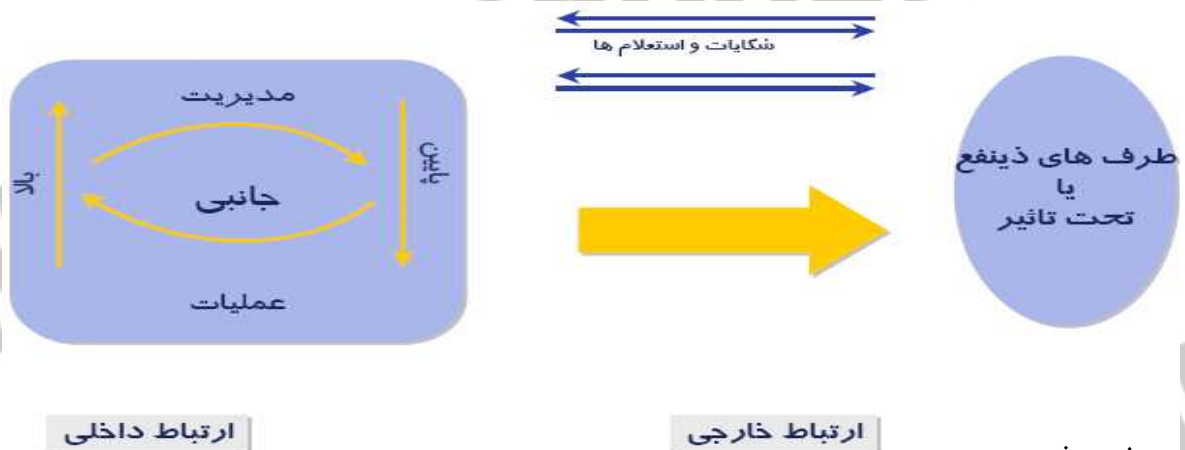 شکایات و استعلام ها
مدیریت
بالا
پایین
جانبی
عملیات
طرف های ذینفع
یا
تحت تاثیر
ارتباط خارجی
ارتباط داخلی